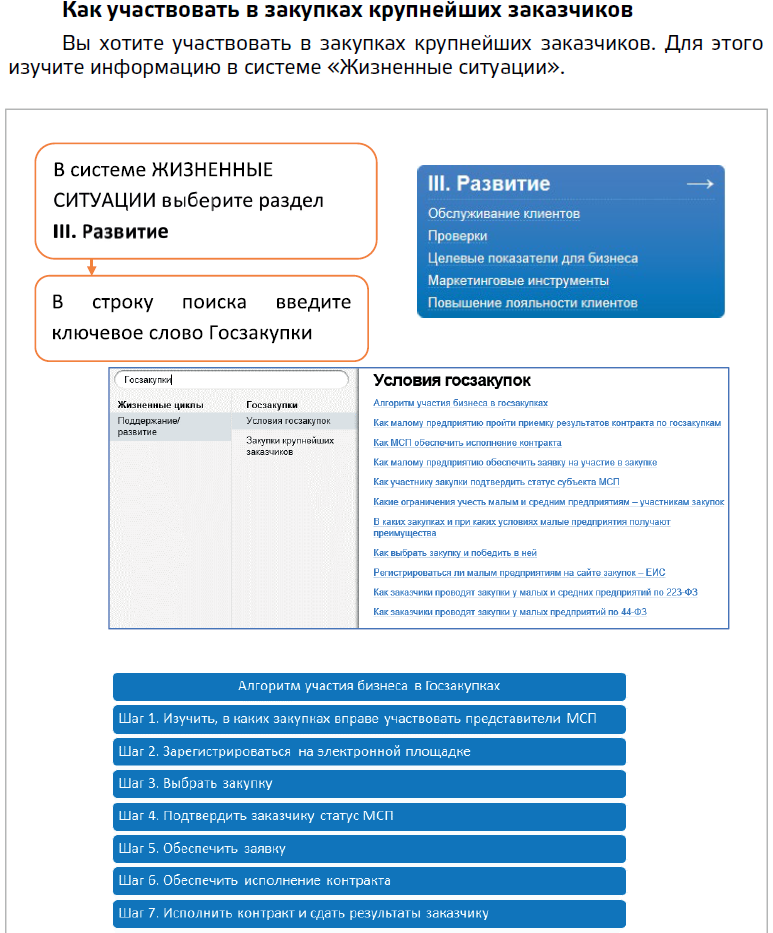 Как участвовать в закупках крупнейших заказчиков
Вы хотите участвовать в закупках крупнейших заказчиков. Для этого
изучите информацию в системе «Жизненные ситуации».
В системе ЖИЗНЕННЫЕ
СИТУАЦИИ выберите раздел
III. Развитие
В строку поиска введите
ключевое слово Госзакупки
III. Развитие →
Обслуживание клиентов
Проверки
Целевые показатели для бизнеса
Маркетинговые инструменты
Повышение лояльности клиентов
Госзакупки
Жизненные циклы
Поддержание/
развитие
Госзакупки
Условия госзакупок
Закупки крупнейших
заказчиков
Условия госзакупок
Алгоритм участия бизнеса в госзакупках
Как малому предприятию пройти приемку результатов контракта по госзакупкам
Как МСП обеспечить исполнение контракта
Как малому предприятию обеспечить заявку на участие в закупке
Как участнику закупки подтвердить статус субъекта МСП
Какие ограничения учесть малым и средним предприятиям – участникам закупок
В каких закупках и при каких условиях малые предприятия получают
преимущества
Как выбрать закупку и победить в ней
Регистрироваться ли малым предприятиям на сайте закупок – ЕИС
Как заказчики проводят закупки у малых и средних предприятий по 223-ФЗ
Как заказчики проводят закупки у малых предприятий по 44-ФЗ
Алгоритм участия бизнеса в Госзакупках
Шаг 1. Изучить, в каких закупках вправе участвовать представители МСП
Шаг 2. Зарегистрироваться на электронной площадке
Шаг 3. Выбрать закупку
Шаг 4. Подтвердить заказчику статус МСП
Шаг 5. Обеспечить заявку
Шаг 6. Обеспечить исполнение контракта
Шаг 7. Исполнить контракт и сдать результаты заказчику